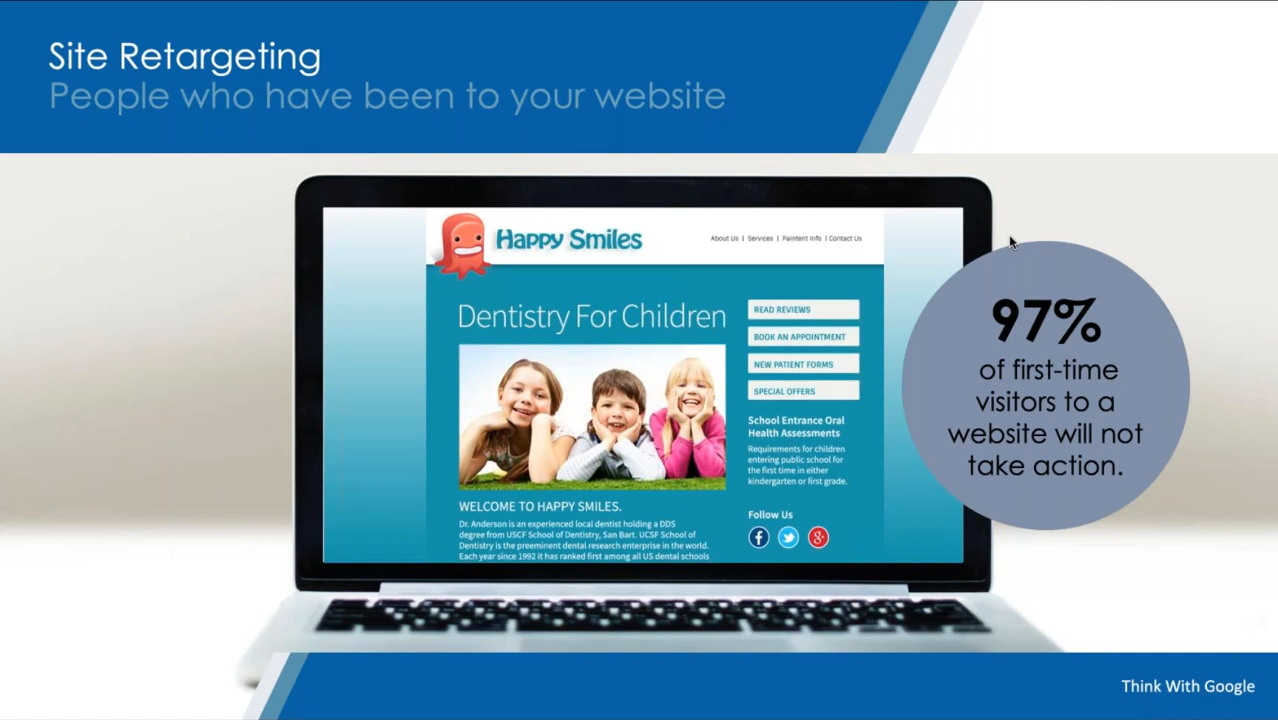 Site Retargeting
People who have been to your website
Happy Smiles
About Us | Services | Paintent Info | Contact Us
Dentistry For Children
READ REVIEWS
BOOK AN APPOINTMENT
NEW PATIENT FORMS
SPECIAL OFFERS
School Entrance Oral
Health Assessments
Requirements for children
entering public school for
the first time in either
kindergarten or first grade.
Follow Us
f
g+
WELCOME TO HAPPY SMILES.
Dr. Anderson is an experienced local dentist holding a DDS
degree from USCF School of Dentistry, San Bart. UCSF School of
Dentistry is the preeminent dental research enterprise in the world.
Each year since 1992 it has ranked first among all US dental schools
97%
of first-time
visitors to a
website will not
take action.
Think With Google